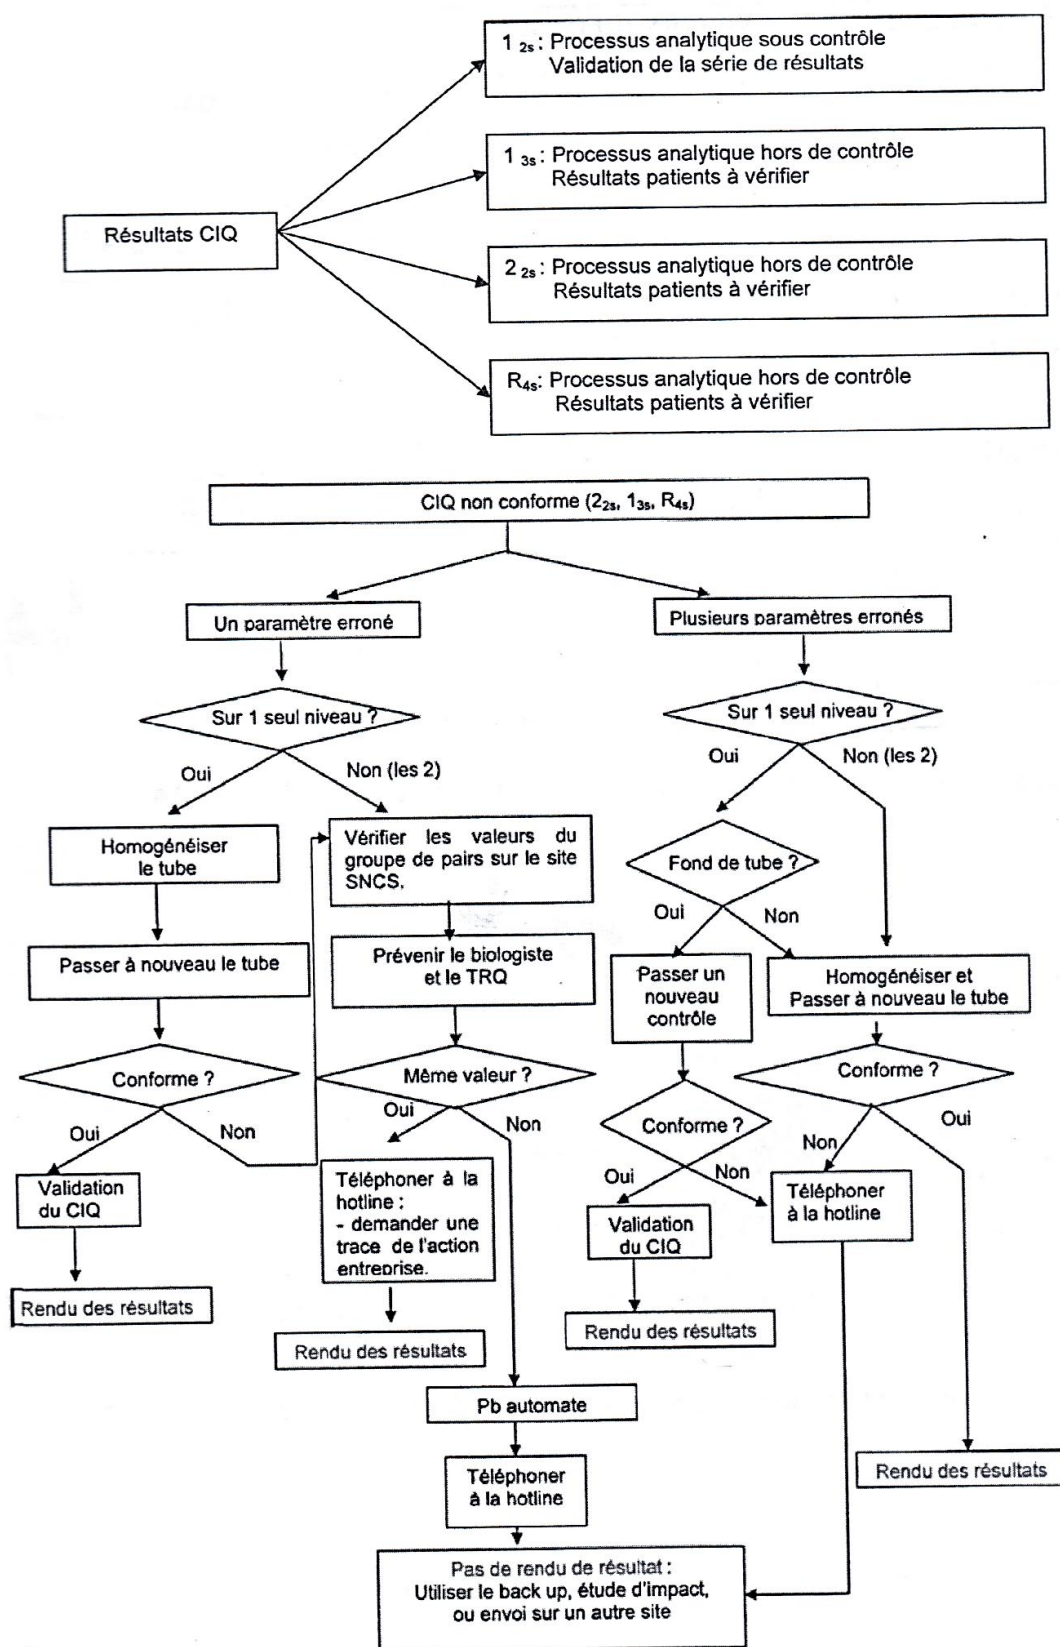 1 2s : Processus analytique sous contrôle
Validation de la série de résultats
1 3s : Processus analytique hors de contrôle
Résultats patients à vérifier
Résultats CIQ
2 2s : Processus analytique hors de contrôle
Résultats patients à vérifier
R4s: Processus analytique hors de contrôle
Résultats patients à vérifier
CIQ non conforme (22s, 13s, R4s)
Un paramètre erroné
Plusieurs paramètres erronés
Sur 1 seul niveau ?
Sur 1 seul niveau ?
Oui
Non (les 2)
Oui
Non (les 2)
Homogénéiser
le tube
Vérifier les valeurs du
groupe de pairs sur le site
SNCS.
Fond de tube ?
Oui
Non
Passer à nouveau le tube
Prévenir le biologiste
et le TRQ
Passer un
nouveau
contrôle
Homogénéiser et
Passer à nouveau le tube
Conforme ?
Même valeur ?
Conforme ?
Conforme ?
Oui
Non
Oui
Non
Oui
Non
Non
Oui
Validation
du CIQ
Téléphoner à la
hotline :
- demander une
trace de l'action
entreprise.
Validation
du CIQ
Téléphoner
à la hotline
Rendu des résultats
Rendu des résultats
Rendu des résultats
Pb automate
Téléphoner
à la hotline
Rendu des résultats
Pas de rendu de résultat :
Utiliser le back up, étude d'impact,
ou envoi sur un autre site